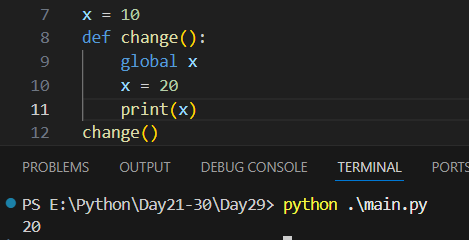 7 x = 10
8 def change():
9     global x
10     x = 20
11     print(x)
12 change()
PROBLEMS OUTPUT DEBUG CONSOLE TERMINAL PORTS
PS E:\Python\Day21-30\Day29> python .\main.py
20